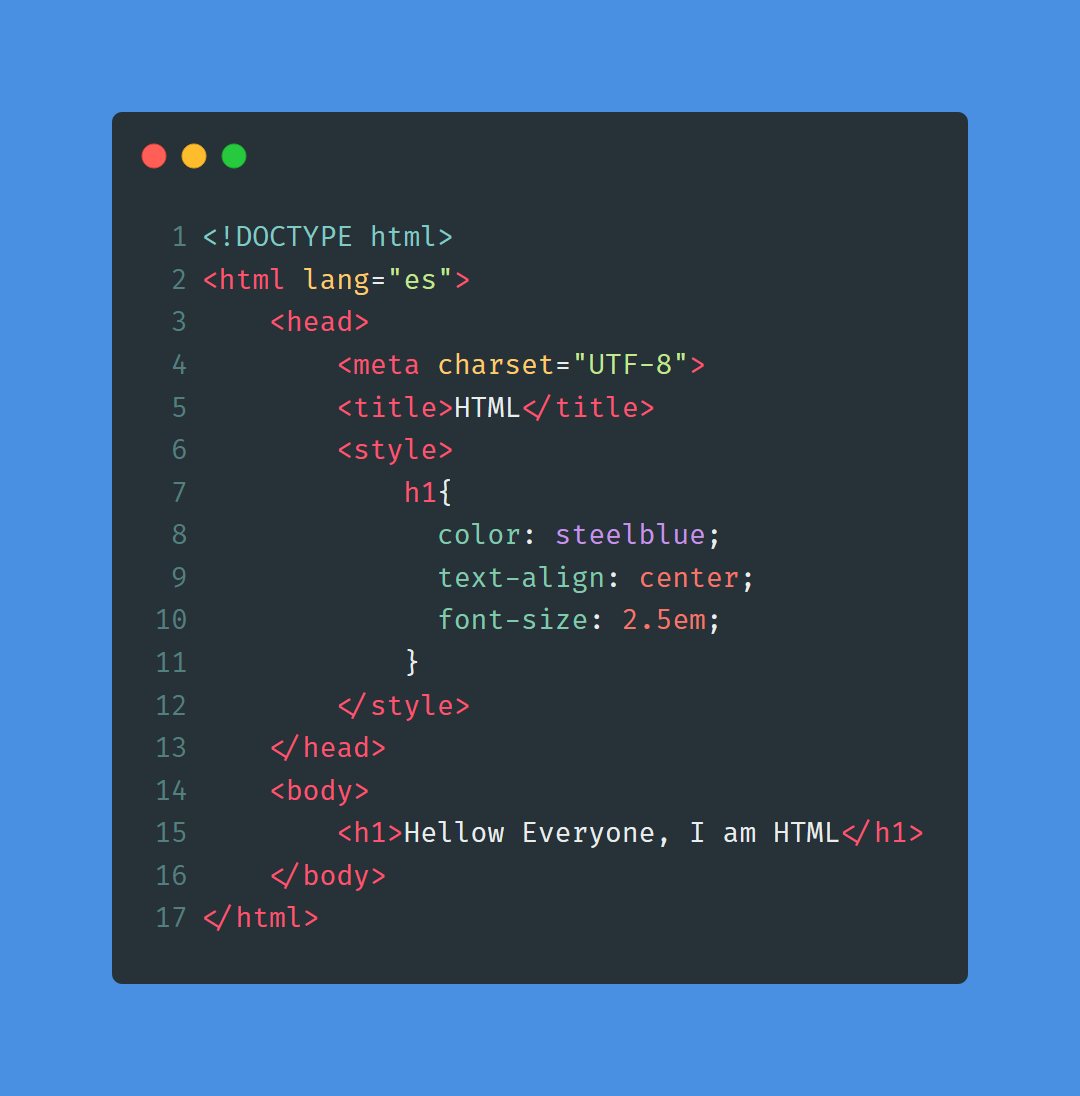 1 <!DOCTYPE html>
2 <html lang="es">
3     <head>
4         <meta charset="UTF-8">
5         <title>HTML</title>
6         <style>
7             h1{
8               color: steelblue;
9               text-align: center;
10               font-size: 2.5em;
11             }
12         </style>
13     </head>
14     <body>
15         <h1>Hellow Everyone, I am HTML</h1>
16     </body>
17 </html>